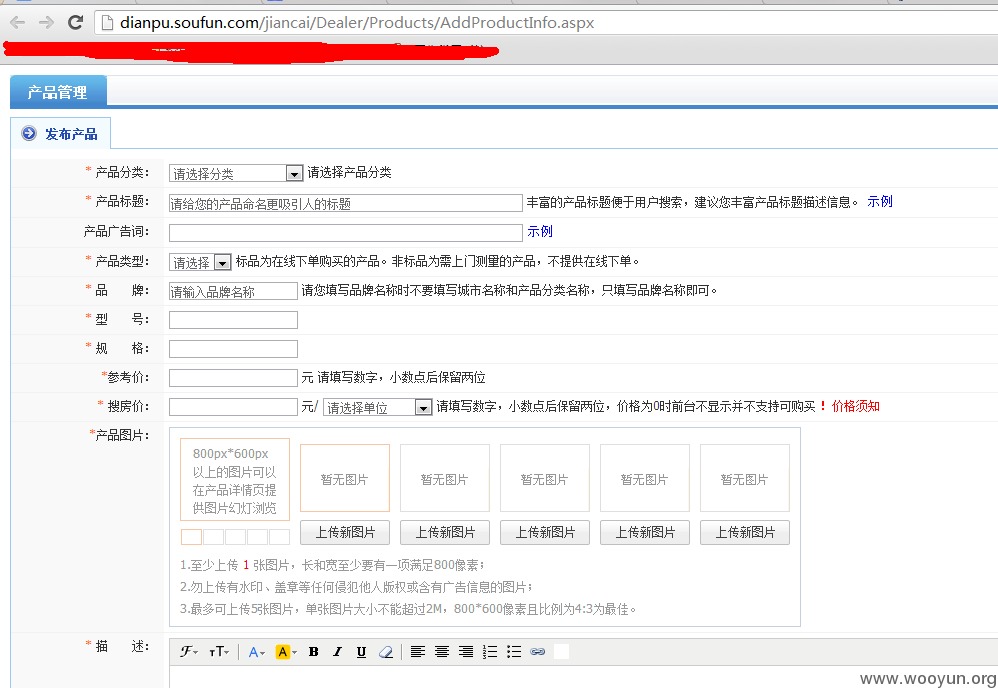 dianpu.soufun.com/jiancai/Dealer/Products/AddProductInfo.aspx
产品管理
发布产品
* 产品分类： 请选择分类 请选择产品分类
* 产品标题： 请给您的产品命名更吸引人的标题 丰富的产品标题便于用户搜索，建议您丰富产品标题描述信息。 示例
产品广告词： 示例
* 产品类型： 请选择 标品为在线下单购买的产品。非标品为需上门测量的产品，不提供在线下单。
* 品 牌： 请输入品牌名称 请您填写品牌名称时不要填写城市名称和产品分类名称，只填写品牌名称即可。
* 型 号：
* 规 格：
*参考价： 元 请填写数字，小数点后保留两位
* 搜房价： 元/ 请选择单位 请填写数字，小数点后保留两位，价格为0时前台不显示并不支持可购买 ！价格须知
*产品图片：
800px*600px
以上的图片可以
在产品详情页提
供图片幻灯浏览
暂无图片 暂无图片 暂无图片 暂无图片 暂无图片
上传新图片 上传新图片 上传新图片 上传新图片 上传新图片
1.至少上传 1 张图片，长和宽至少要有一项满足800像素；
2.勿上传有水印、盖章等任何侵犯他人版权或含有广告信息的图片；
3.最多可上传5张图片，单张图片大小不能超过2M，800*600像素且比例为4:3为最佳。
* 描 述： F TT A A B I U
www.wooyun.org